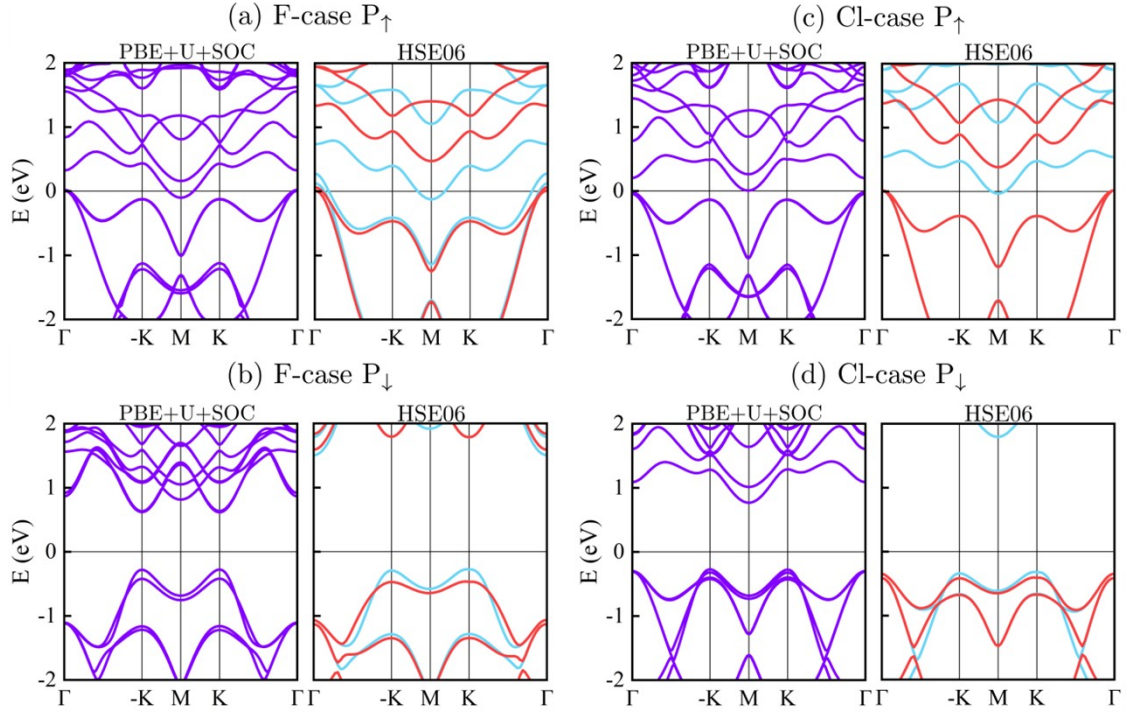 (a) F-case P↑
PBE+U+SOC
HSE06
E (eV)
2
1
0
-1
-2
Γ -K M K Γ
Γ -K M K Γ
(c) Cl-case P↑
PBE+U+SOC
HSE06
E (eV)
2
1
0
-1
-2
Γ -K M K Γ
Γ -K M K Γ
(b) F-case P↓
PBE+U+SOC
HSE06
E (eV)
2
1
0
-1
-2
Γ -K M K Γ
Γ -K M K Γ
(d) Cl-case P↓
PBE+U+SOC
HSE06
E (eV)
2
1
0
-1
-2
Γ -K M K Γ
Γ -K M K Γ